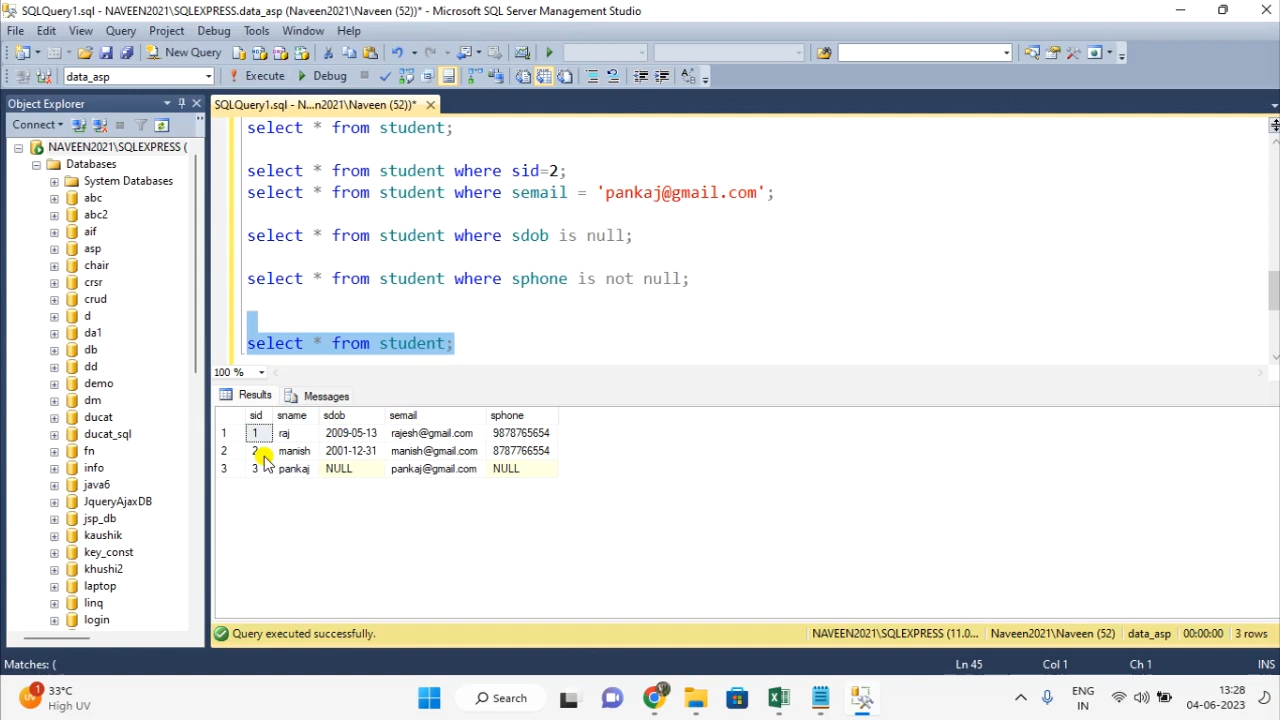 SQLQuery1.sql - NAVEEN2021\SQLEXPRESS.data_asp (Naveen2021\Naveen (52))* - Microsoft SQL Server Management Studio
File Edit View Query Project Debug Tools Window Help
New Query
data_asp Execute Debug
Object Explorer
SQLQuery1.sql - N...n2021\Naveen (52))*
Connect
NAVEEN2021\SQLEXPRESS (
Databases
System Databases
abc
abc2
aif
asp
chair
crsr
crud
d
da1
db
dd
demo
dm
ducat
ducat_sql
fn
info
java6
JqueryAjaxDB
jsp_db
kaushik
key_const
khushi2
laptop
linq
login
select * from student;
select * from student where sid=2;
select * from student where semail = 'pankaj@gmail.com';
select * from student where sdob is null;
select * from student where sphone is not null;
select * from student;
100 %
Results Messages
sid sname sdob semail sphone
1 1 raj 2009-05-13 rajesh@gmail.com 9878765654
2 2 manish 2001-12-31 manish@gmail.com 8787766554
3 3 pankaj NULL pankaj@gmail.com NULL
Query executed successfully. NAVEEN2021\SQLEXPRESS (11.0... Naveen2021\Naveen (52) data_asp 00:00:00 3 rows
Matches: ( Ln 45 Col 1 Ch 1 INS
1 33°C
High UV
Search
ENG
IN
13:28
04-06-2023